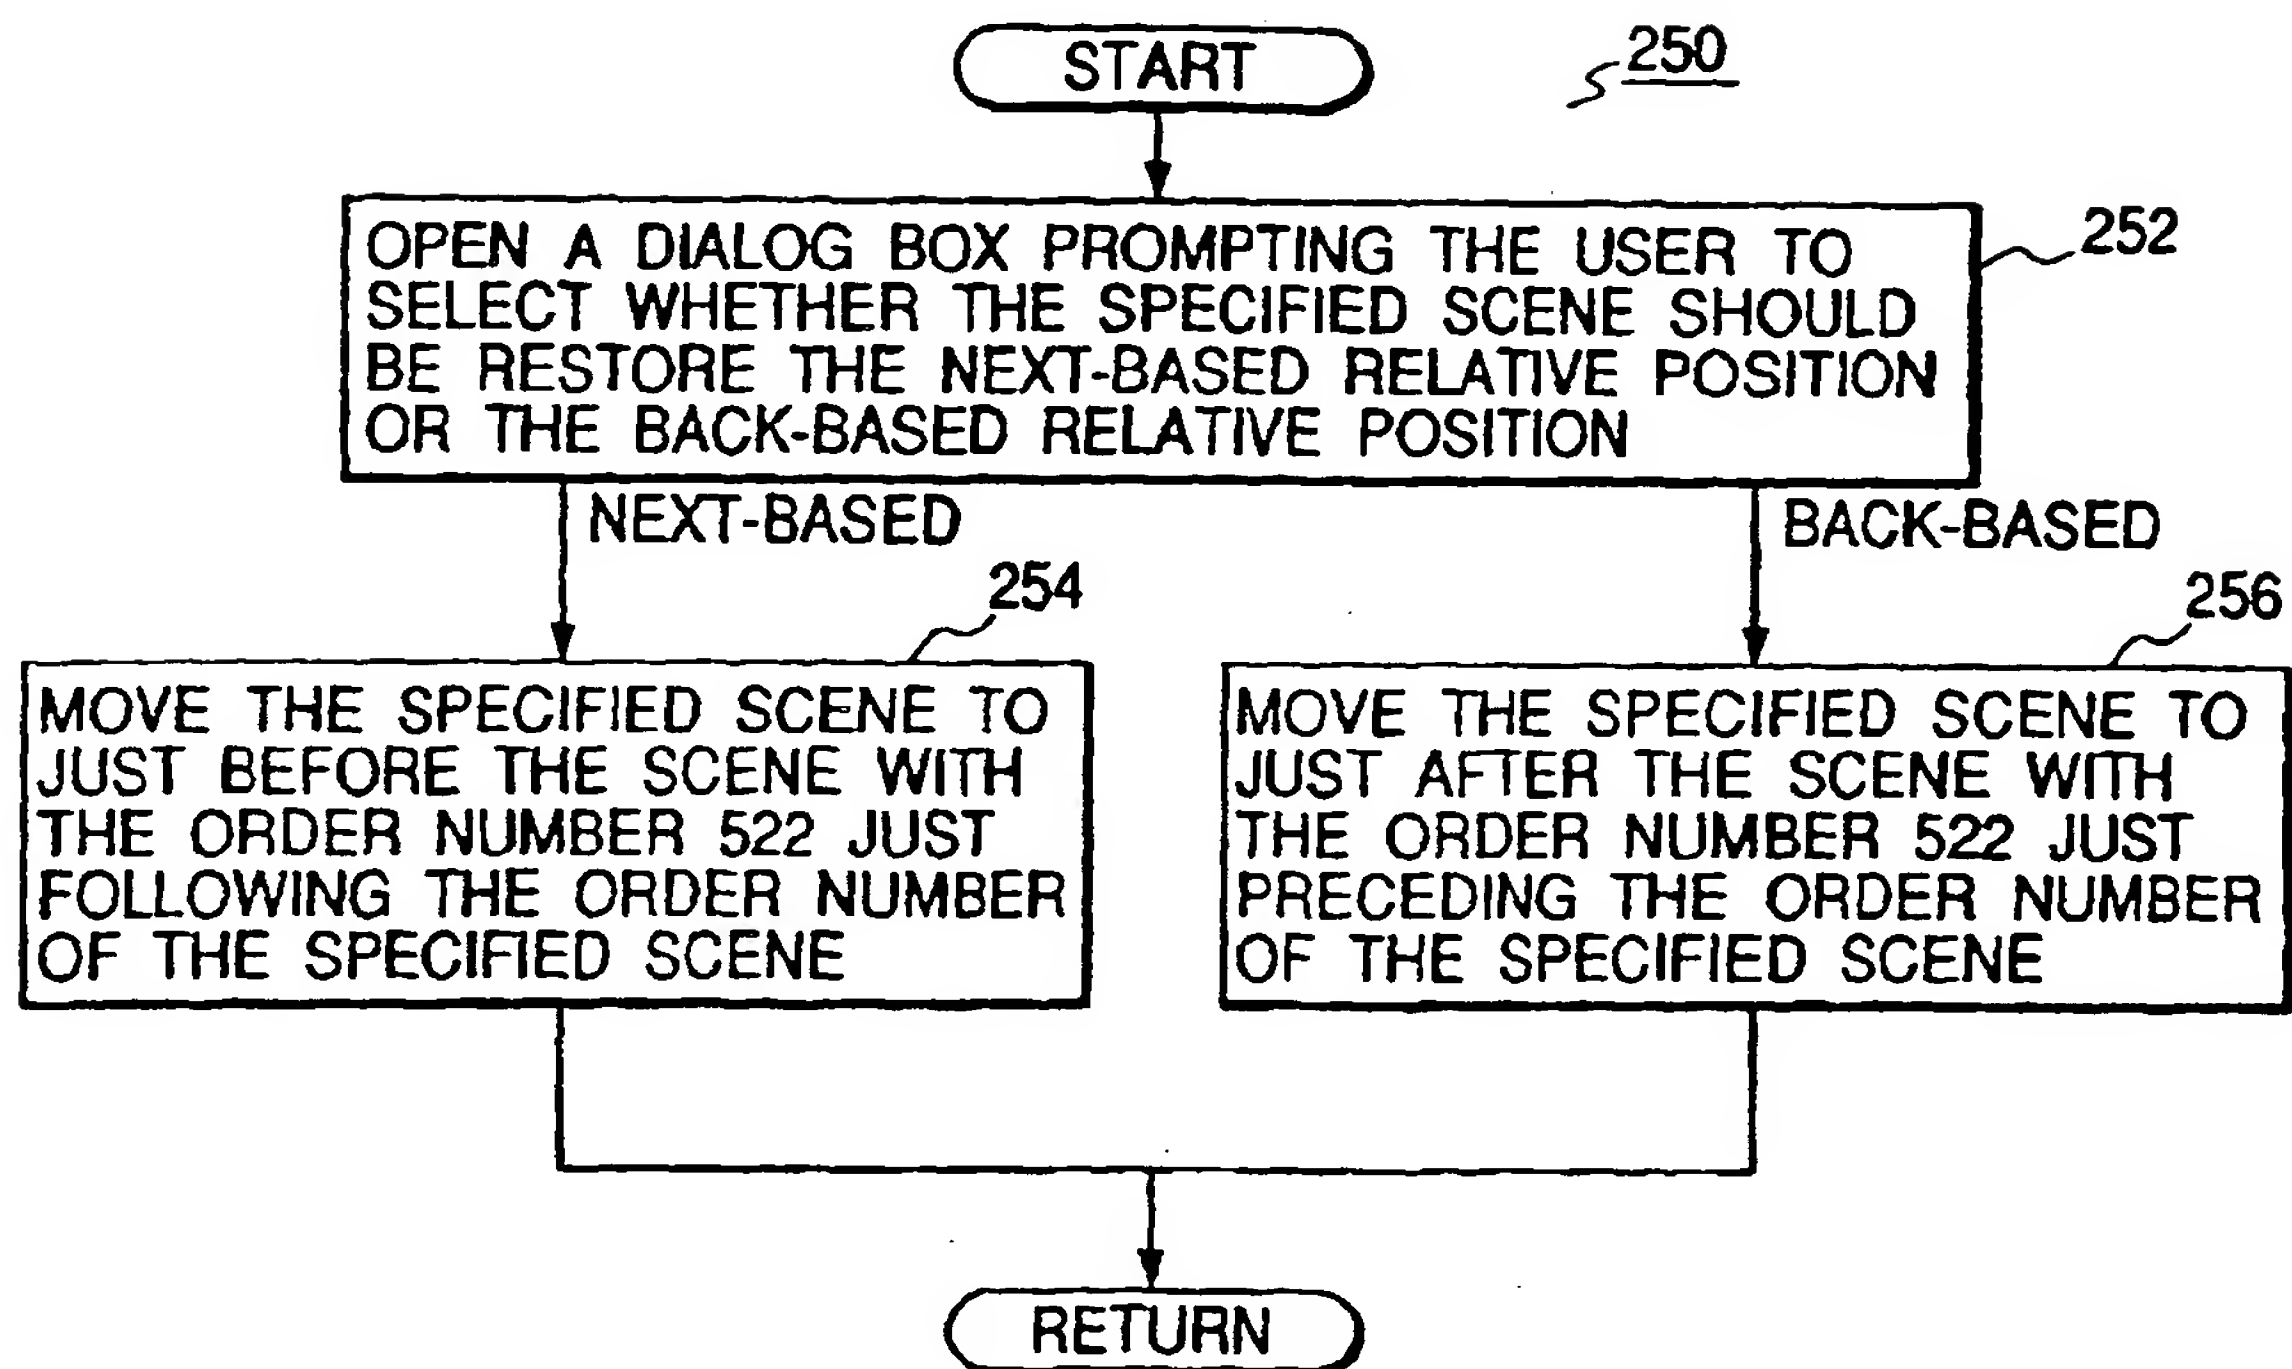 START
250
OPEN A DIALOG BOX PROMPTING THE USER TO
SELECT WHETHER THE SPECIFIED SCENE SHOULD
BE RESTORE THE NEXT-BASED RELATIVE POSITION
OR THE BACK-BASED RELATIVE POSITION
252
NEXT-BASED
BACK-BASED
254
256
MOVE THE SPECIFIED SCENE TO
JUST BEFORE THE SCENE WITH
THE ORDER NUMBER 522 JUST
FOLLOWING THE ORDER NUMBER
OF THE SPECIFIED SCENE
MOVE THE SPECIFIED SCENE TO
JUST AFTER THE SCENE WITH
THE ORDER NUMBER 522 JUST
PRECEDING THE ORDER NUMBER
OF THE SPECIFIED SCENE
RETURN